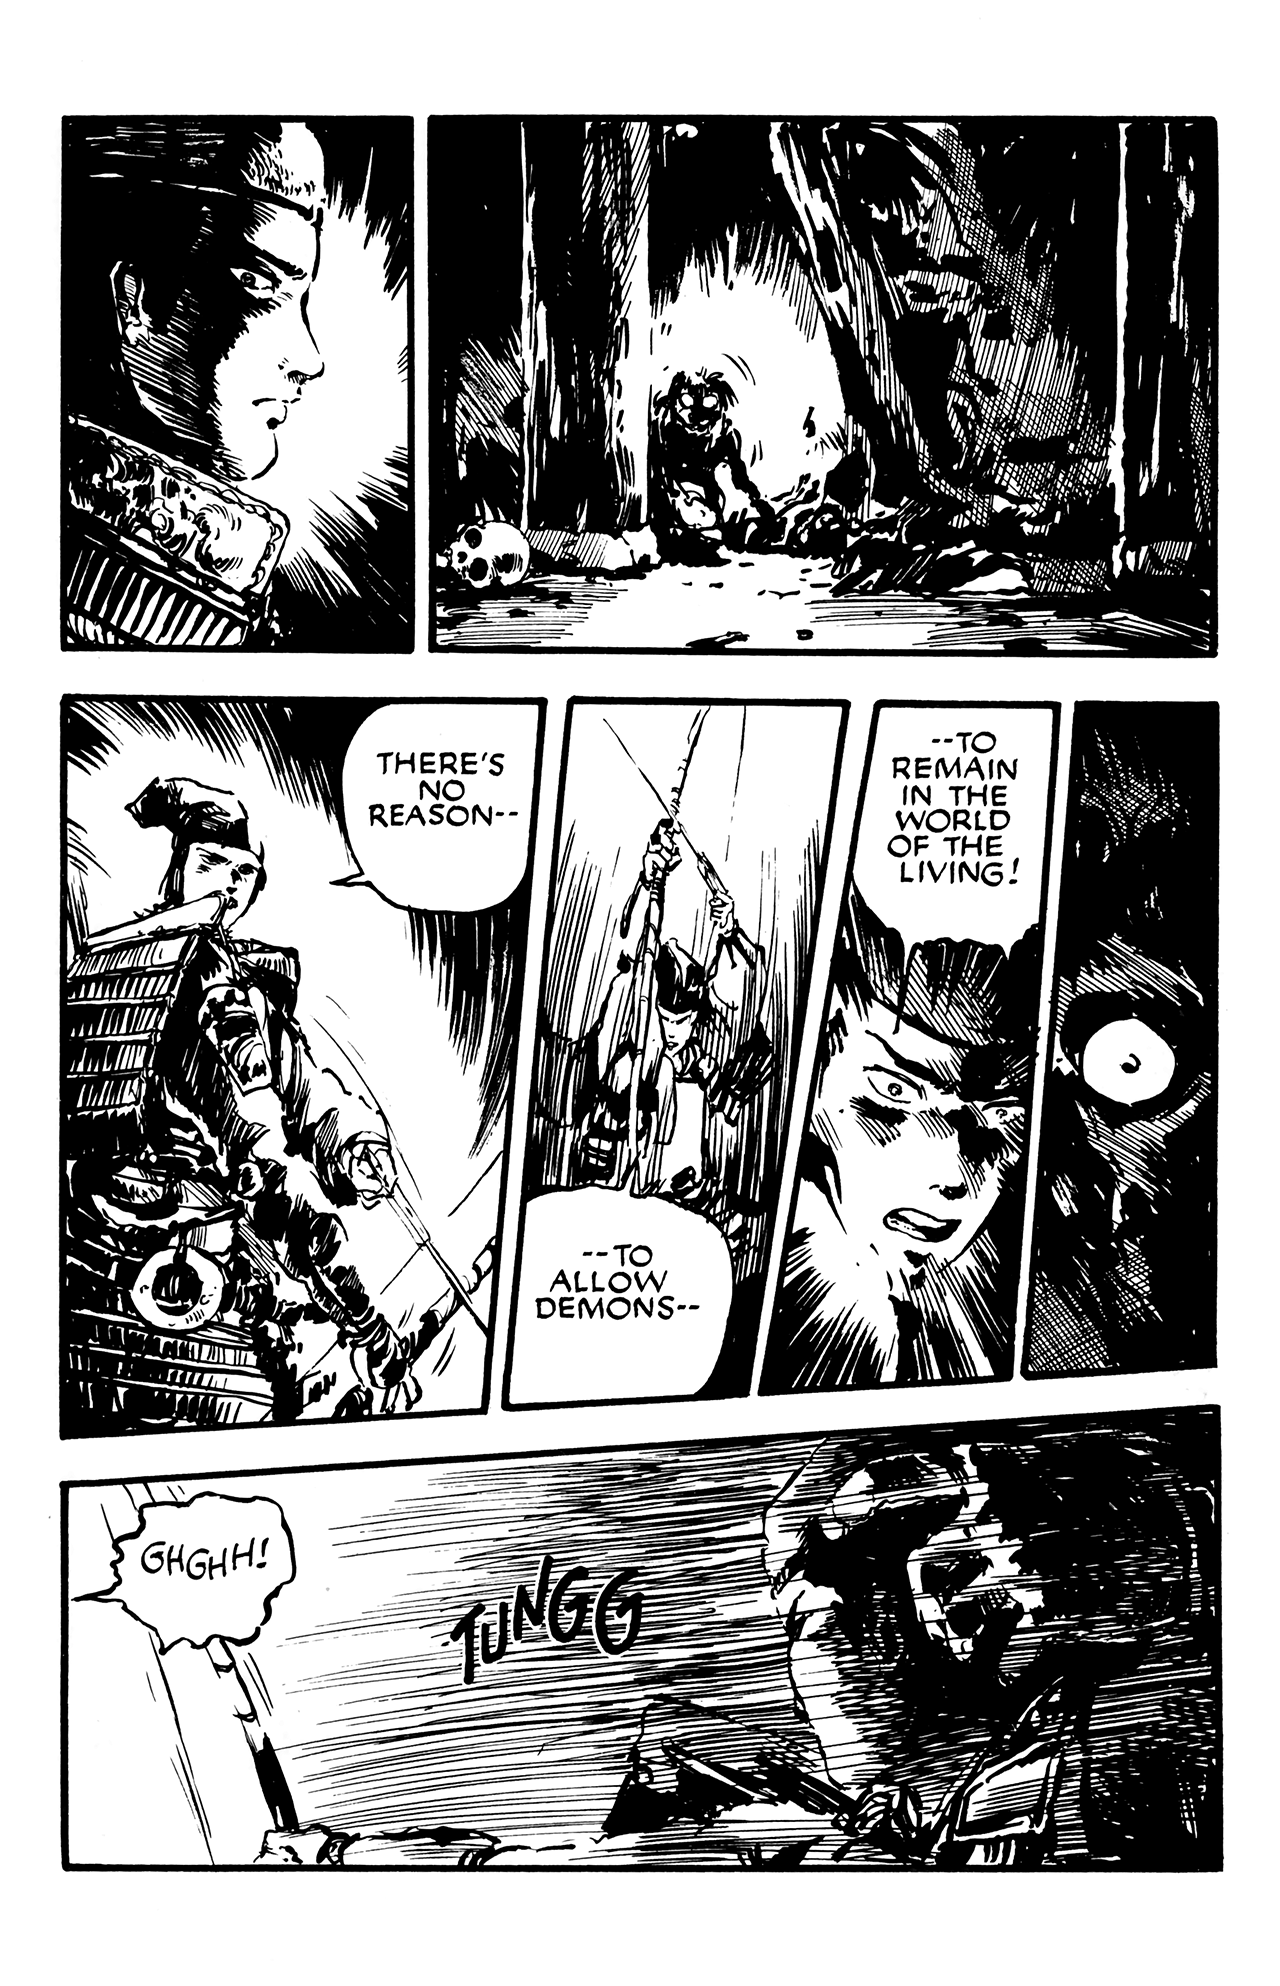 THERE'S
NO
REASON--
--TO
ALLOW
DEMONS--
--TO
REMAIN
IN THE
WORLD
OF THE
LIVING!
GHGHH!
TUNGG